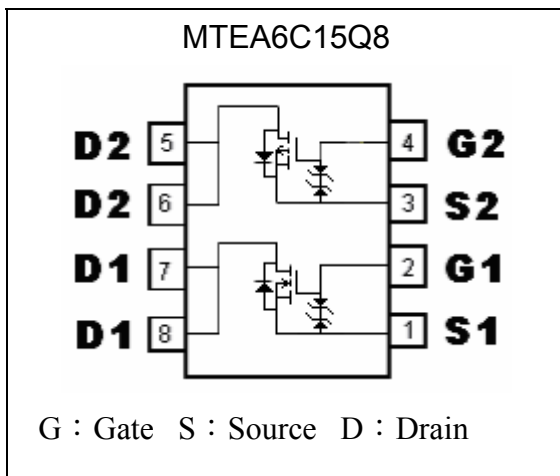 MTEA6C15Q8
D2 5 4 G2
D2 6 3 S2
D1 7 2 G1
D1 8 1 S1
G：Gate S：Source D：Drain